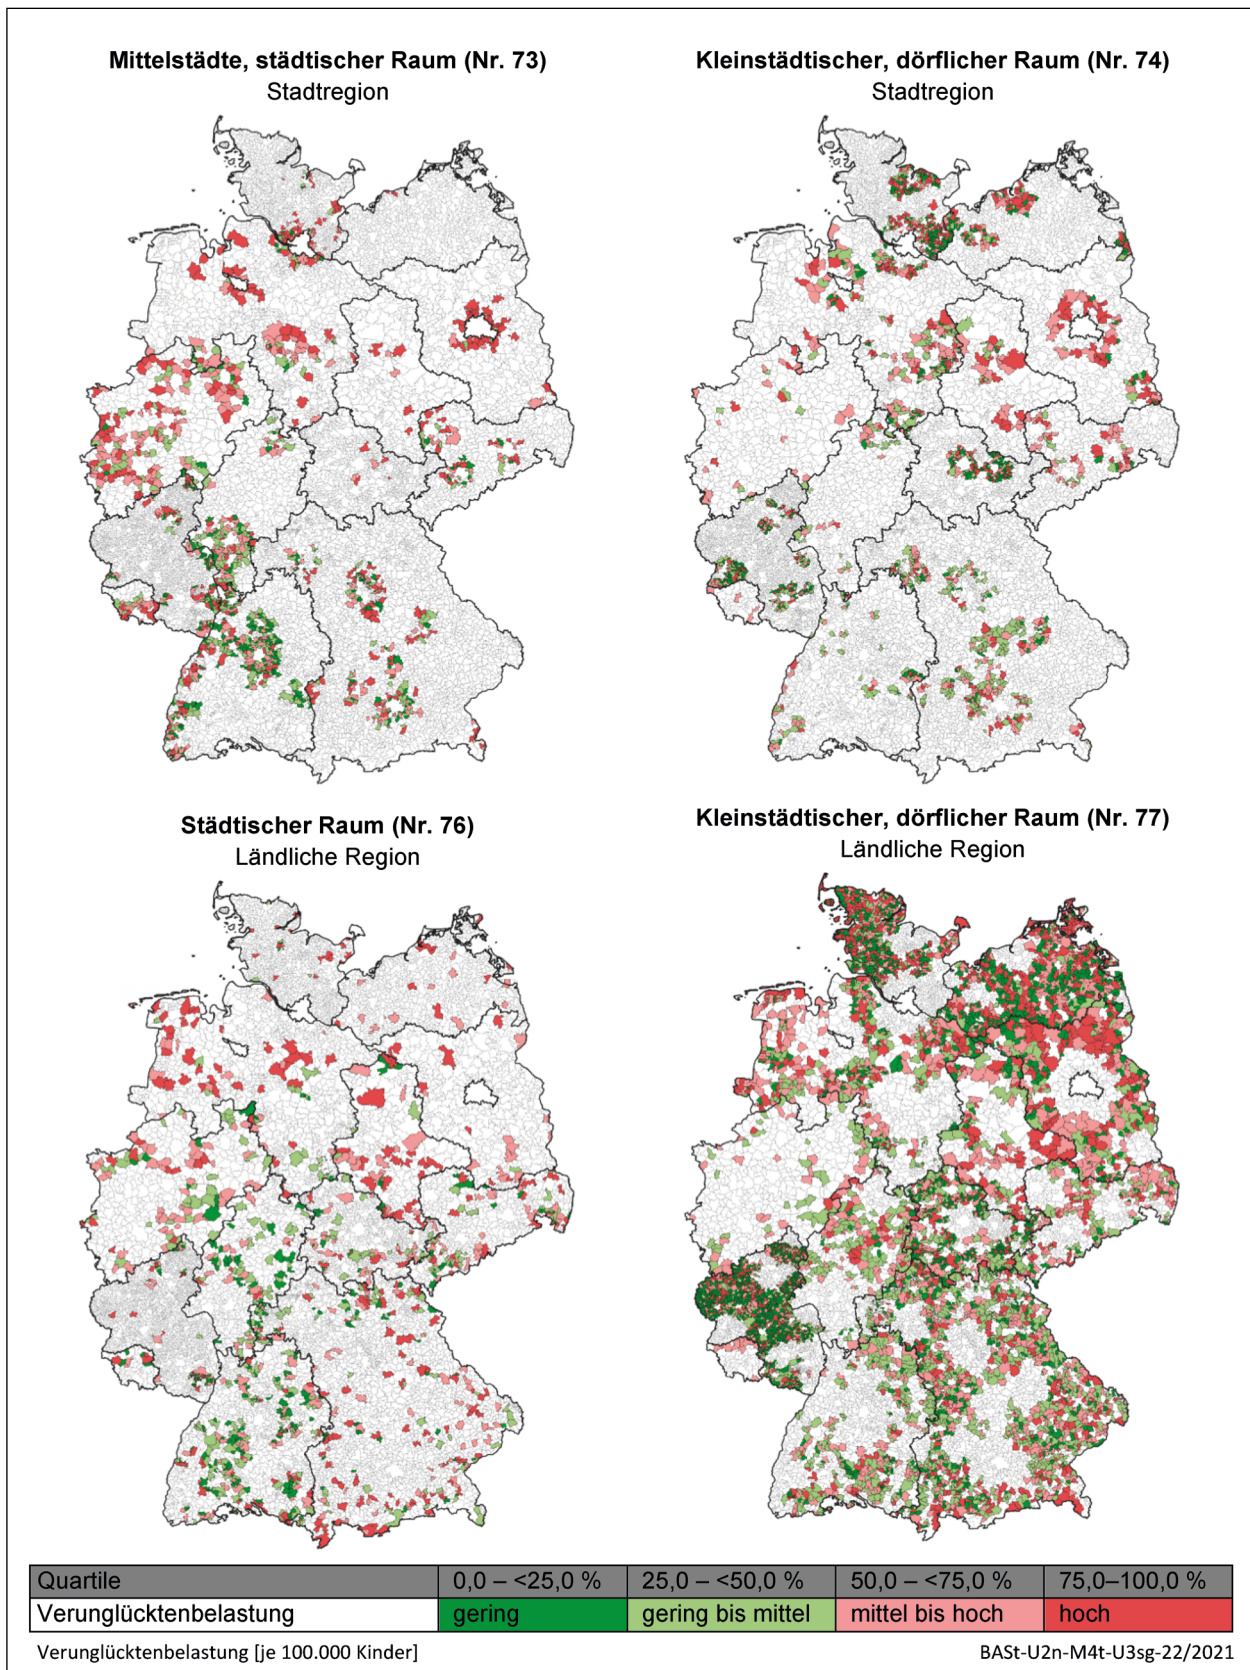 Mittelstädte, städtischer Raum (Nr. 73)
Stadtregion
Kleinstädtischer, dörflicher Raum (Nr. 74)
Stadtregion
Städtischer Raum (Nr. 76)
Ländliche Region
Kleinstädtischer, dörflicher Raum (Nr. 77)
Ländliche Region
Quartile 0,0 – <25,0 % 25,0 – <50,0 % 50,0 – <75,0 % 75,0–100,0 %
Verunglücktenbelastung gering gering bis mittel mittel bis hoch hoch
Verunglücktenbelastung [je 100.000 Kinder] BASt-U2n-M4t-U3sg-22/2021